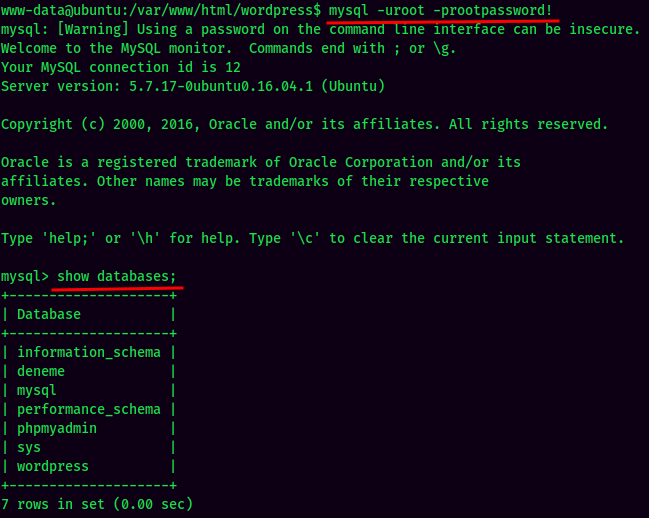 www-data@ubuntu:/var/www/html/wordpress$ mysql -uroot -prootpassword!
mysql: [Warning] Using a password on the command line interface can be insecure.
Welcome to the MySQL monitor.  Commands end with ; or \g.
Your MySQL connection id is 12
Server version: 5.7.17-0ubuntu0.16.04.1 (Ubuntu)

Copyright (c) 2000, 2016, Oracle and/or its affiliates. All rights reserved.

Oracle is a registered trademark of Oracle Corporation and/or its
affiliates. Other names may be trademarks of their respective
owners.

Type 'help;' or '\h' for help. Type '\c' to clear the current input statement.

mysql> show databases;
+--------------------+
| Database           |
+--------------------+
| information_schema |
| deneme             |
| mysql              |
| performance_schema |
| phpmyadmin         |
| sys                |
| wordpress          |
+--------------------+
7 rows in set (0.00 sec)